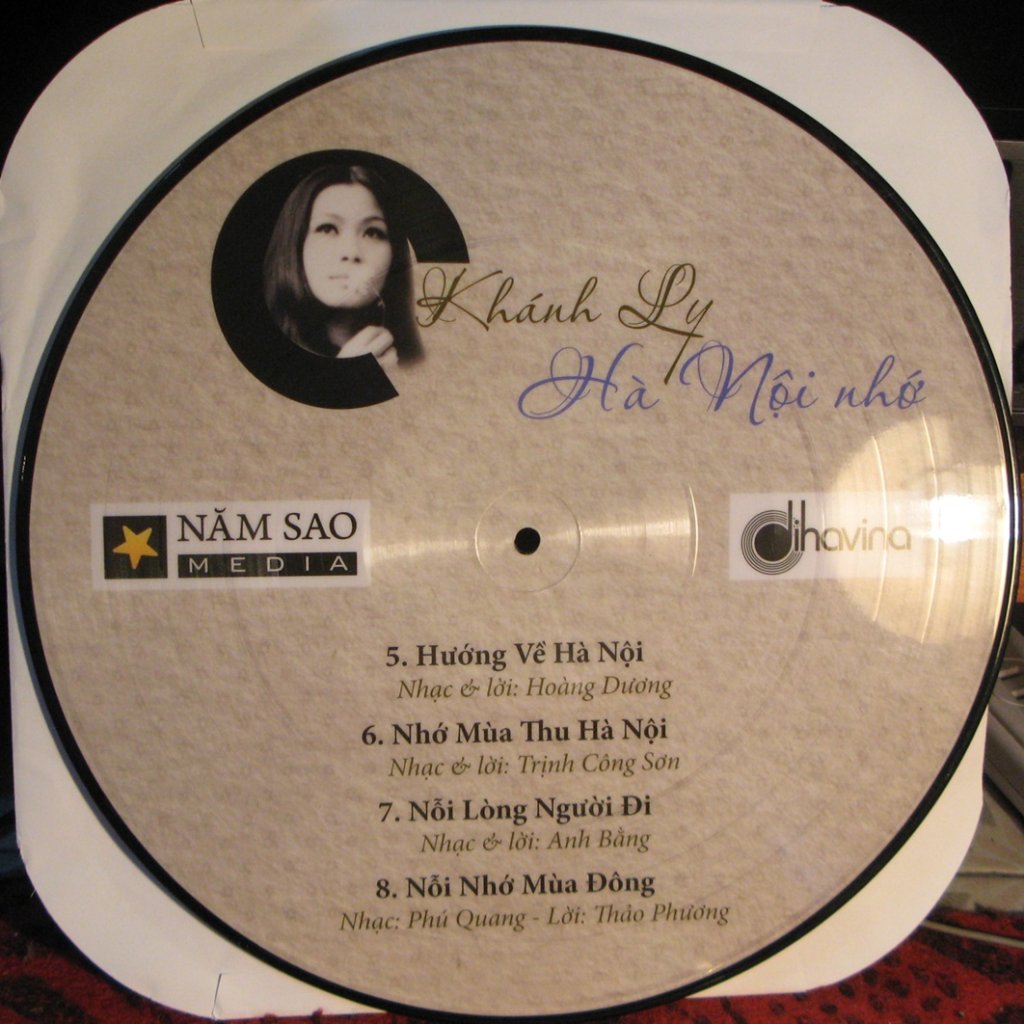 Khánh Ly
Hà Nội nhớ
NĂM SAO
MEDIA
dihavina
5. Hướng Về Hà Nội
Nhạc & lời: Hoàng Dương
6. Nhớ Mùa Thu Hà Nội
Nhạc & lời: Trịnh Công Sơn
7. Nỗi Lòng Người Đi
Nhạc & lời: Anh Bằng
8. Nỗi Nhớ Mùa Đông
Nhạc: Phú Quang - Lời: Thảo Phương